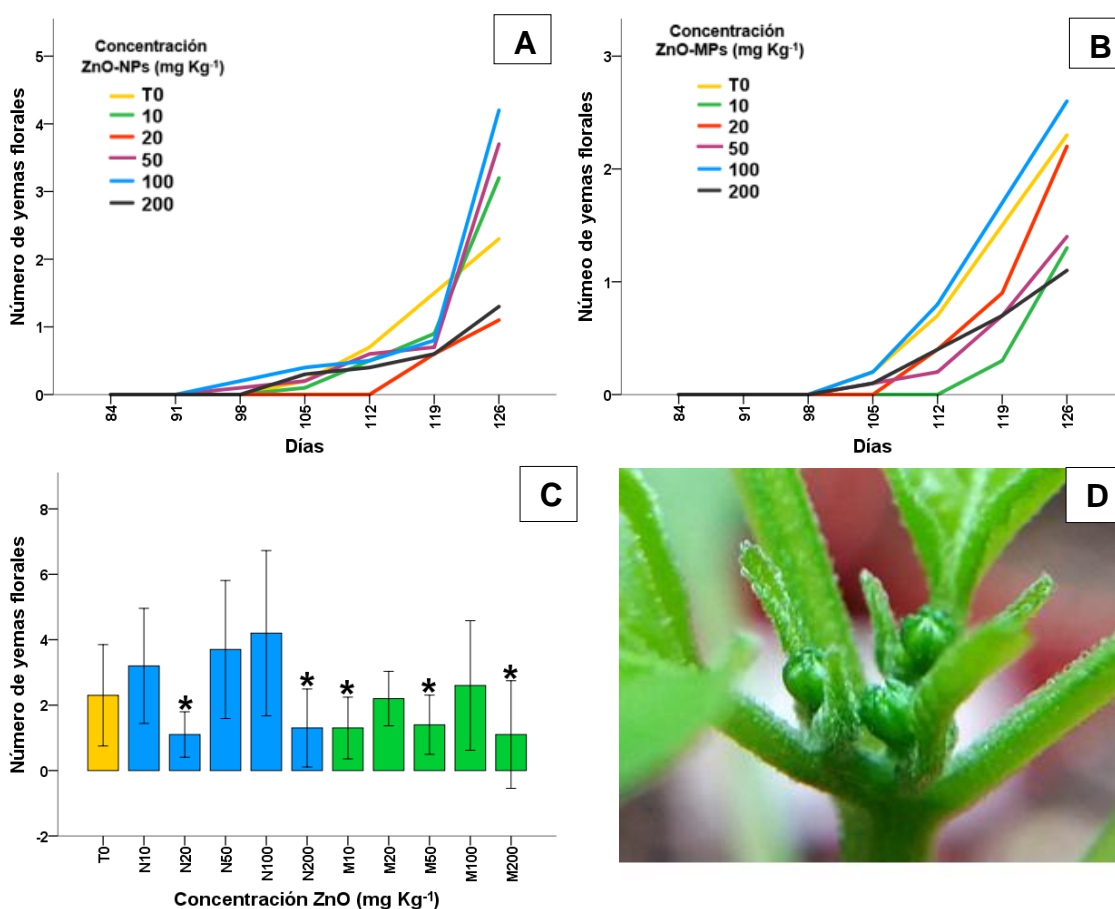 A
Concentración
ZnO-NPs (mg Kg-1)
T0
10
20
50
100
200
Número de yemas florales
5
4
3
2
1
0
84
91
98
105
112
119
126
Días
B
Concentración
ZnO-MPs (mg Kg-1)
T0
10
20
50
100
200
Númeo de yemas florales
3
2
1
0
84
91
98
105
112
119
126
Días
C
Número de yemas florales
8
6
4
2
0
-2
* * * * *
T0
N10
N20
N50
N100
N200
M10
M20
M50
M100
M200
Concentración ZnO (mg Kg-1)
D